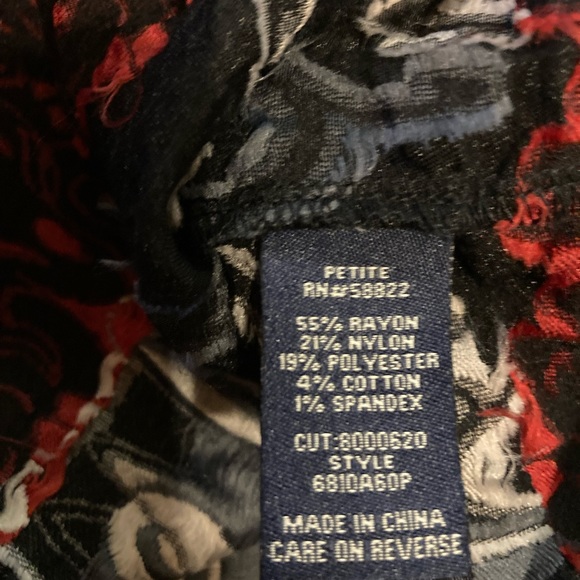 PETITE
RN#58822
55% RAYON
21% NYLON
19% POLYESTER
4% COTTON
1% SPANDEX
CUT:8000620
STYLE
681DA60P
MADE IN CHINA
CARE ON REVERSE